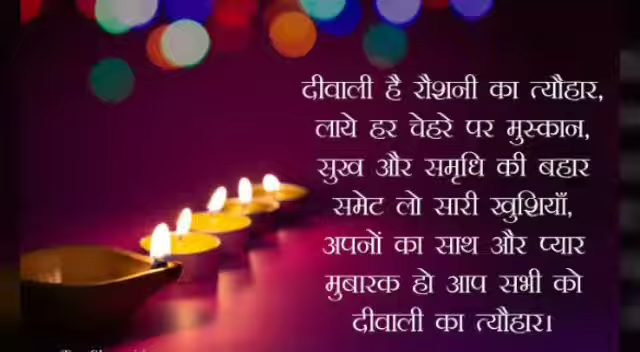 दीवाली है रौशनी का त्यौहार,
लाये हर चेहरे पर मुस्कान,
सुख और समृधि की बहार
समेट लो सारी खुशियाँ,
अपनों का साथ और प्यार
मुबारक हो आप सभी को
दीवाली का त्यौहार।